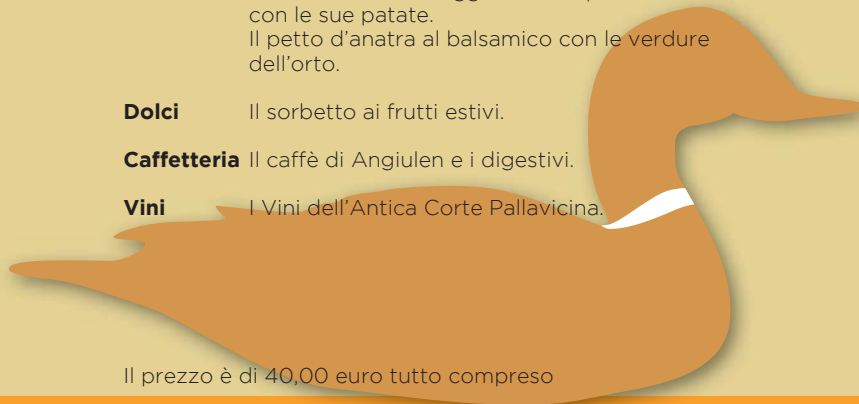 con le sue patate.
Il petto d’anatra al balsamico con le verdure
dell’orto.
Dolci Il sorbetto ai frutti estivi.
Caffetteria Il caffè di Angiulen e i digestivi.
Vini I Vini dell’Antica Corte Pallavicina.
Il prezzo è di 40,00 euro tutto compreso